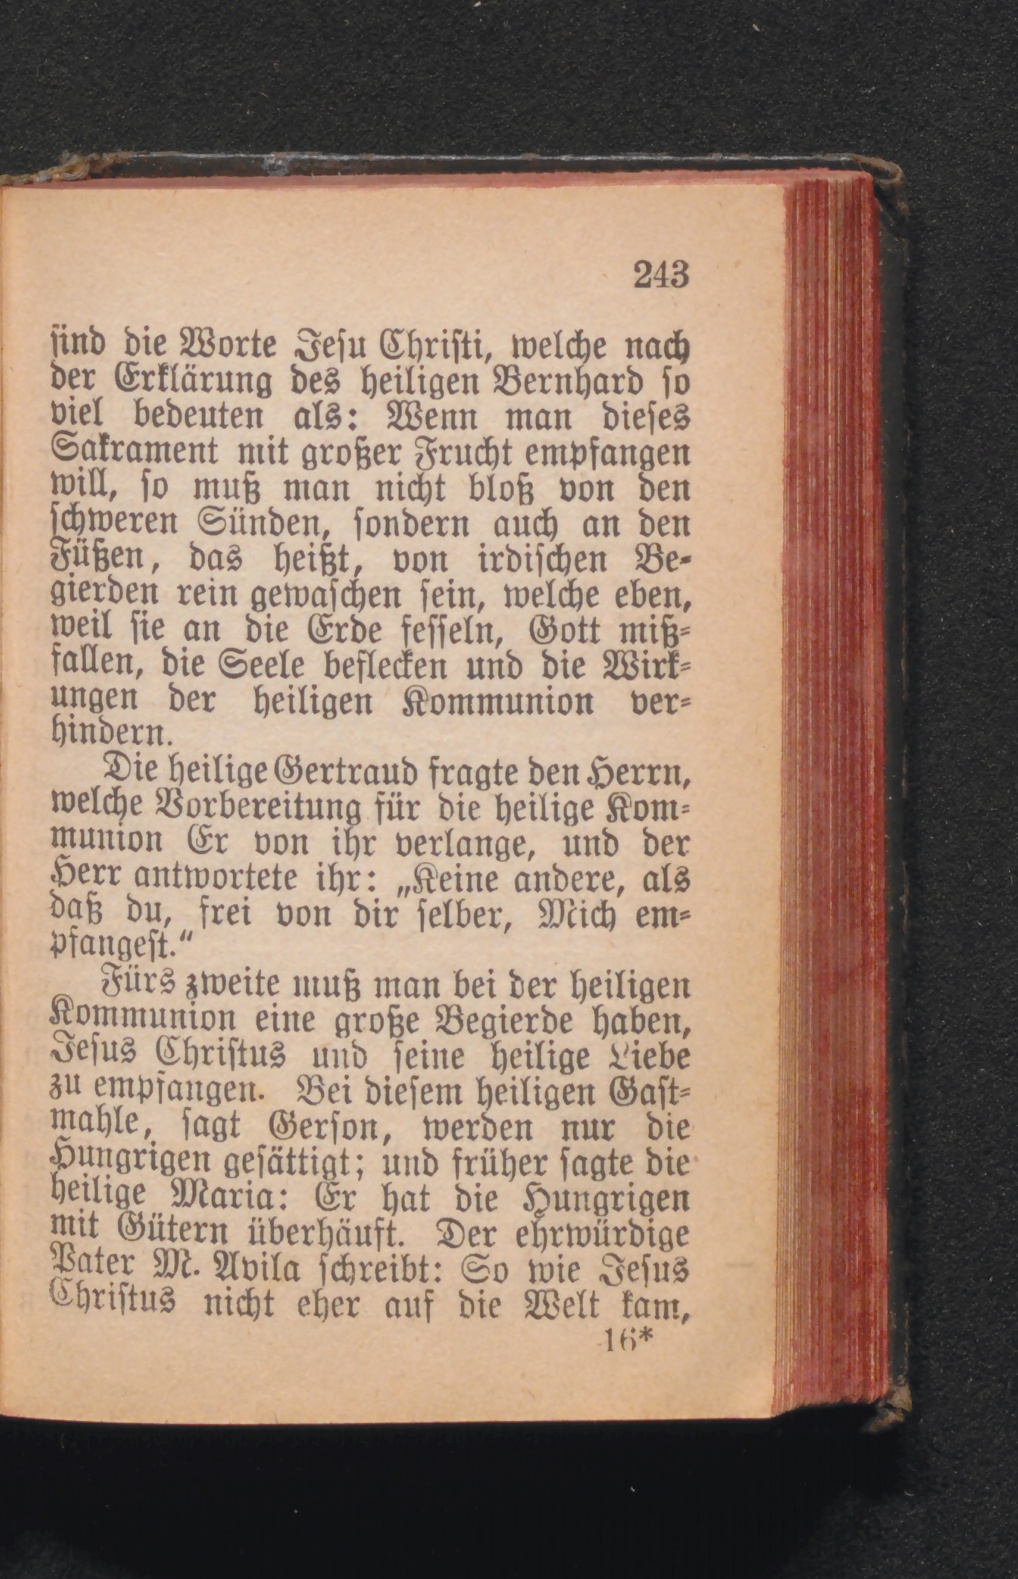 243
sind die Worte Jesu Christi, welche nach
der Erklärung des heiligen Bernhard so
viel bedeuten als: Wenn man dieses
Sakrament mit großer Frucht empfangen
will, so muß man nicht bloß von den
schweren Sünden, sondern auch an den
Füßen, das heißt, von irdischen Be-
gierden rein gewaschen sein, welche eben,
weil sie an die Erde fesseln, Gott miß-
fallen, die Seele beflecken und die Wirk-
ungen der heiligen Kommunion ver-
hindern.
Die heilige Gertraud fragte den Herrn,
welche Vorbereitung für die heilige Kom-
munion Er von ihr verlange, und der
Herr antwortete ihr: „Keine andere, als
daß du, frei von dir selber, Mich em-
pfangest.“
Fürs zweite muß man bei der heiligen
Kommunion eine große Begierde haben,
Jesus Christus und seine heilige Liebe
zu empfangen. Bei diesem heiligen Gast-
mahle, sagt Gerson, werden nur die
Hungrigen gesättigt; und früher sagte die
heilige Maria: Er hat die Hungrigen
mit Gütern überhäuft. Der ehrwürdige
Pater M. Avila schreibt: So wie Jesus
Christus nicht eher auf die Welt kam,
16*